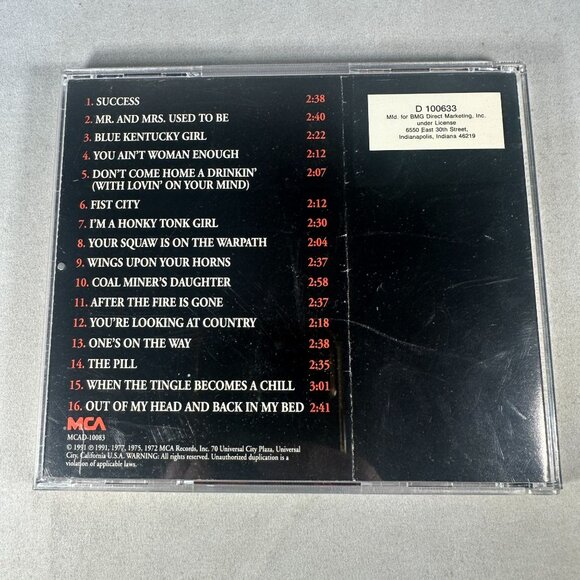 1. SUCCESS 2:38
2. MR. AND MRS. USED TO BE 2:40
3. BLUE KENTUCKY GIRL 2:22
4. YOU AIN'T WOMAN ENOUGH 2:12
5. DON'T COME HOME A DRINKIN' 2:07
(WITH LOVIN' ON YOUR MIND)
6. FIST CITY 2:12
7. I'M A HONKY TONK GIRL 2:30
8. YOUR SQUAW IS ON THE WARPATH 2:04
9. WINGS UPON YOUR HORNS 2:37
10. COAL MINER'S DAUGHTER 2:58
11. AFTER THE FIRE IS GONE 2:37
12. YOU'RE LOOKING AT COUNTRY 2:18
13. ONE'S ON THE WAY 2:38
14. THE PILL 2:35
15. WHEN THE TINGLE BECOMES A CHILL 3:01
16. OUT OF MY HEAD AND BACK IN MY BED 2:41
MCA
MCAD-10083
© 1991 ℗ 1991, 1977, 1975, 1972 MCA Records, Inc. 70 Universal City Plaza, Universal
City, California U.S.A. WARNING: All rights reserved. Unauthorized duplication is a
violation of applicable laws.
D 100633
Mfd. for BMG Direct Marketing, Inc.
under License
6550 East 30th Street,
Indianapolis, Indiana 46219